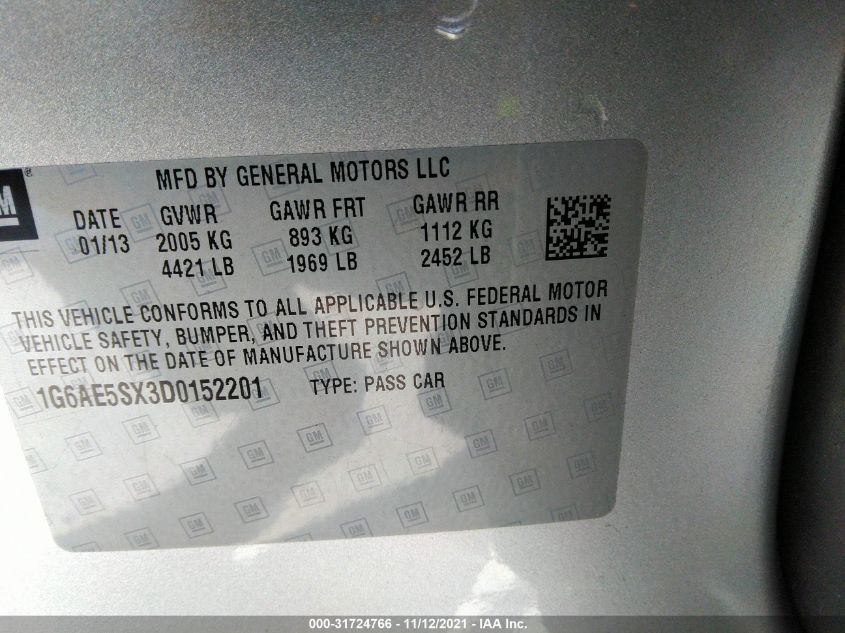 MFD BY GENERAL MOTORS LLC
DATE GVWR GAWR FRT GAWR RR
01/13 2005 KG 893 KG 1112 KG
4421 LB 1969 LB 2452 LB
THIS VEHICLE CONFORMS TO ALL APPLICABLE U.S. FEDERAL MOTOR
VEHICLE SAFETY, BUMPER, AND THEFT PREVENTION STANDARDS IN
EFFECT ON THE DATE OF MANUFACTURE SHOWN ABOVE.
1G6AE5SX3D0152201 TYPE: PASS CAR
000-31724766 - 11/12/2021 - IAA Inc.